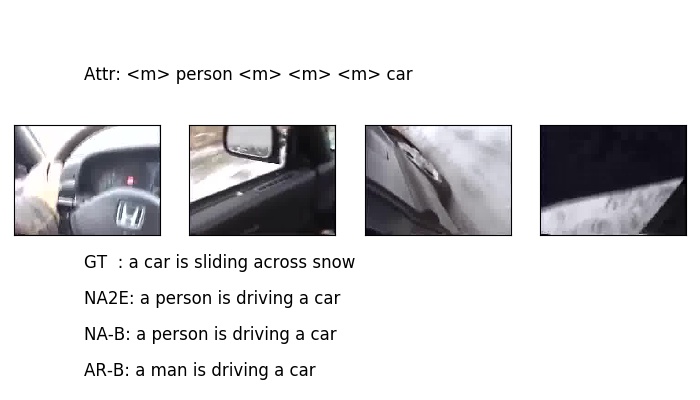 Attr: <m> person <m> <m> <m> car
GT : a car is sliding across snow
NA2E: a person is driving a car
NA-B: a person is driving a car
AR-B: a man is driving a car